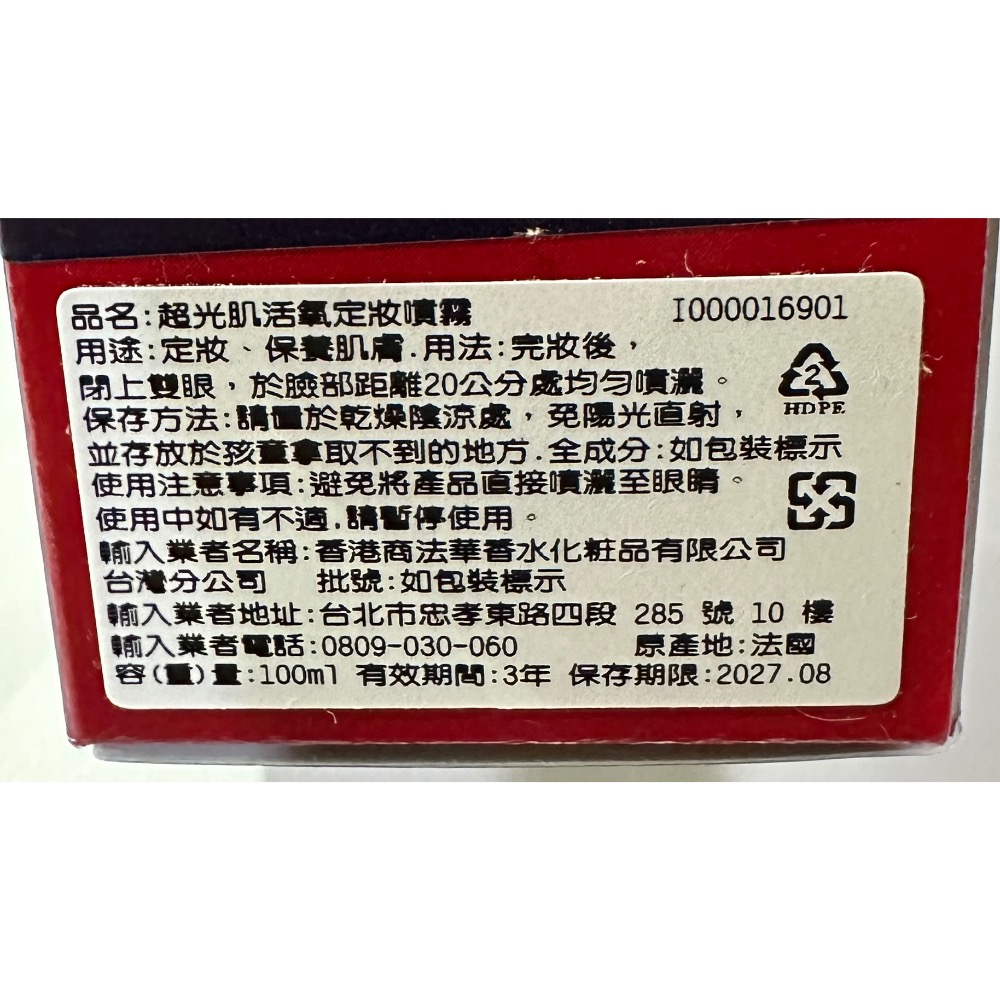 品名:超光肌活氧定妝噴霧 I000016901
用途:定妝、保養肌膚.用法:完妝後，
閉上雙眼，於臉部距離20公分處均勻噴灑。
2
HDPE
保存方法:請置於乾燥陰涼處，免陽光直射，
並存放於孩童拿取不到的地方.全成分:如包裝標示
使用注意事項:避免將產品直接噴灑至眼睛。
使用中如有不適.請暫停使用。
輸入業者名稱:香港商法華香水化粧品有限公司
台灣分公司 批號:如包裝標示
輸入業者地址:台北市忠孝東路四段 285 號 10 樓
輸入業者電話:0809-030-060 原產地:法國
容(重)量:100ml 有效期間:3年 保存期限:2027.08